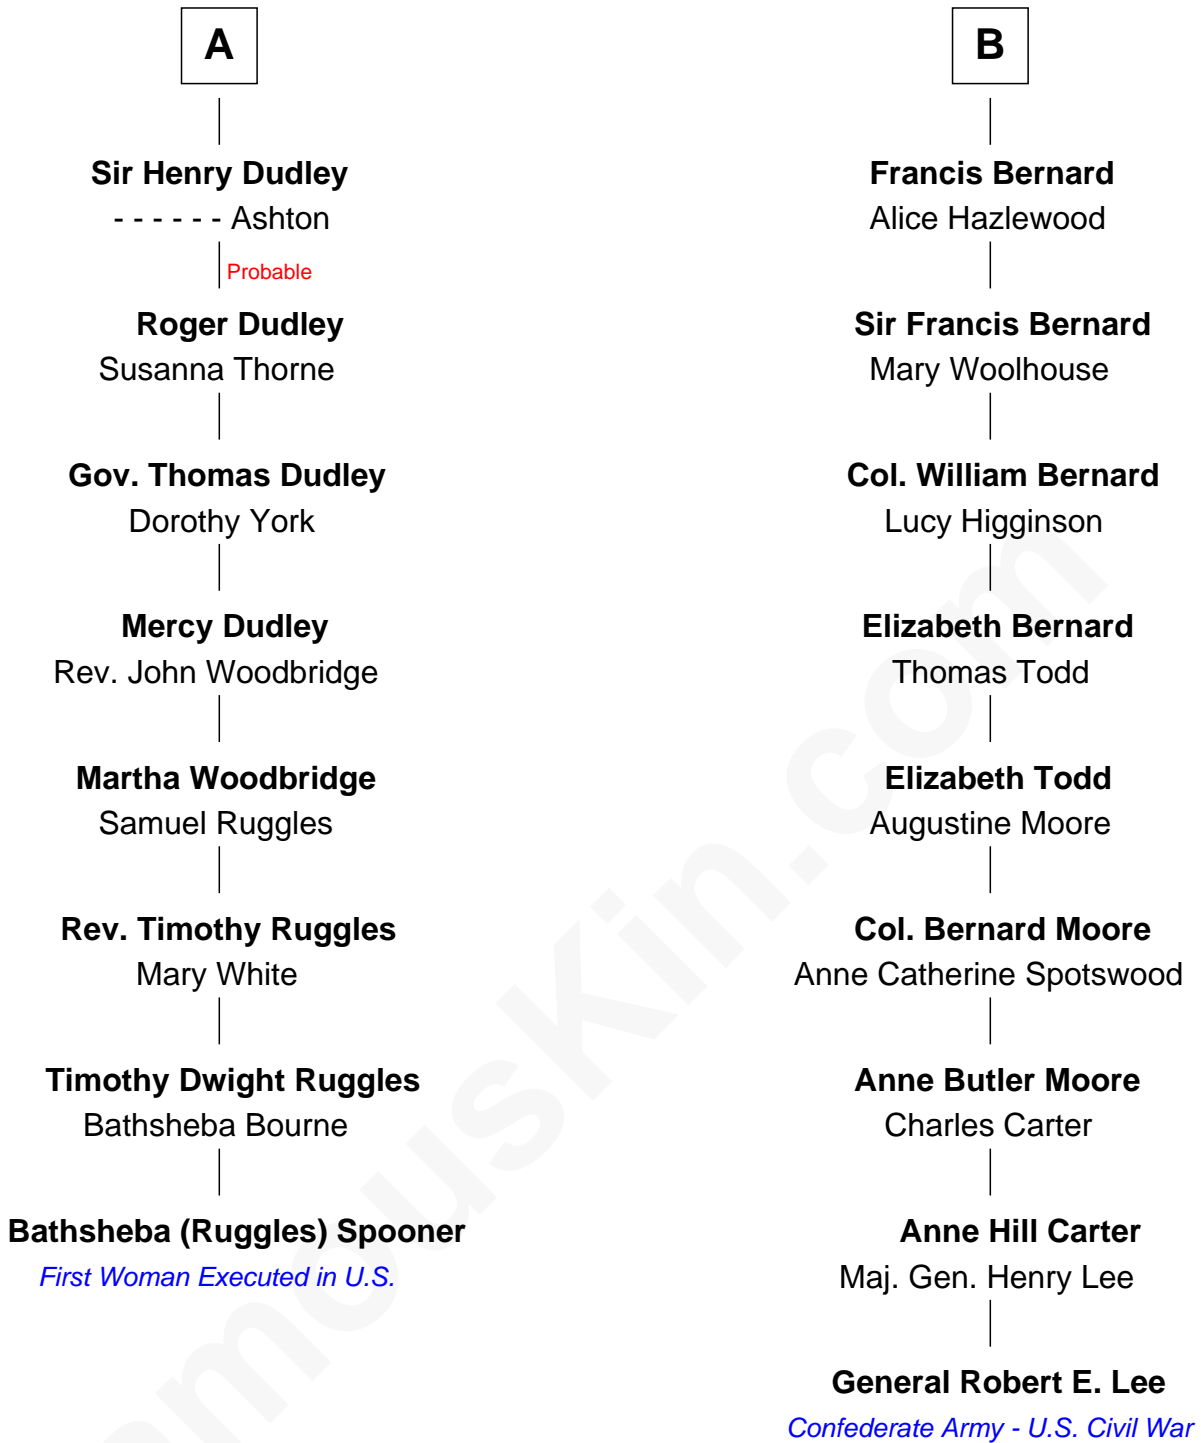 A
Sir Henry Dudley
- - - - - - Ashton
Probable
Roger Dudley
Susanna Thorne
Gov. Thomas Dudley
Dorothy York
Mercy Dudley
Rev. John Woodbridge
Martha Woodbridge
Samuel Ruggles
Rev. Timothy Ruggles
Mary White
Timothy Dwight Ruggles
Bathsheba Bourne
Bathsheba (Ruggles) Spooner
First Woman Executed in U.S.
B
Francis Bernard
Alice Hazlewood
Sir Francis Bernard
Mary Woolhouse
Col. William Bernard
Lucy Higginson
Elizabeth Bernard
Thomas Todd
Elizabeth Todd
Augustine Moore
Col. Bernard Moore
Anne Catherine Spotswood
Anne Butler Moore
Charles Carter
Anne Hill Carter
Maj. Gen. Henry Lee
General Robert E. Lee
Confederate Army - U.S. Civil War
amousKin.com